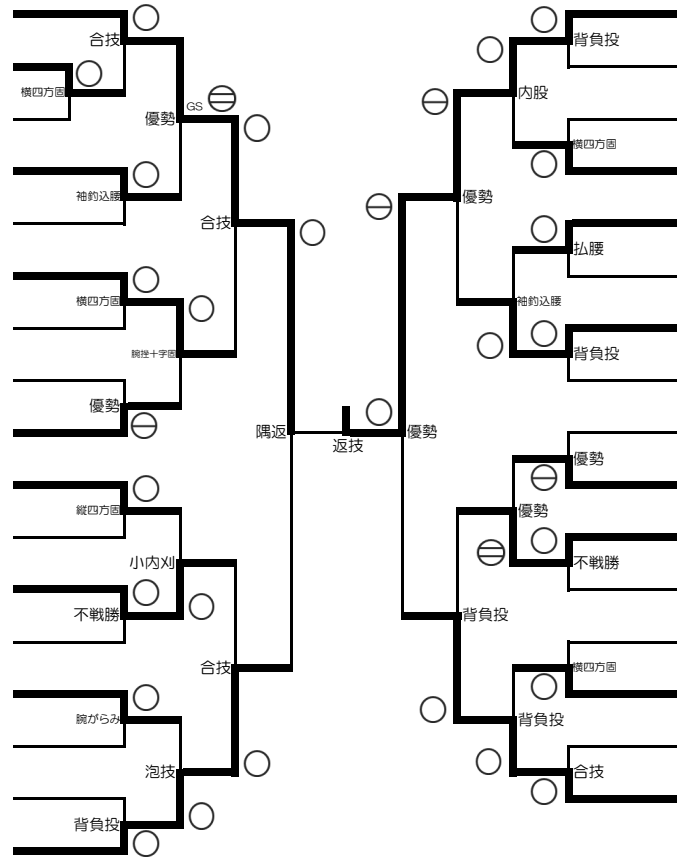 合技
横四方固
優勢
GS
袖釣込腰
合技
横四方固
腕挫十字固
優勢
隅返
縦四方固
小内刈
不戦勝
合技
腕がらみ
泡技
背負投
返技
背負投
内股
横四方固
優勢
払腰
袖釣込腰
背負投
優勢
優勢
優勢
不戦勝
背負投
横四方固
背負投
合技